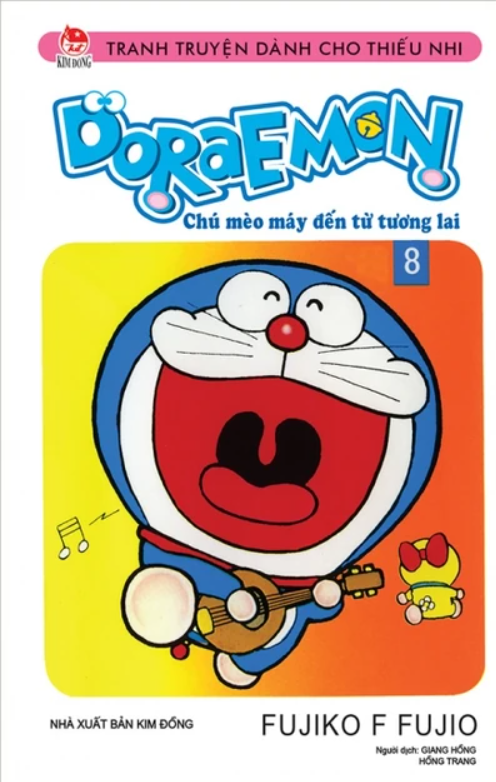 KIM ĐỒNG
TRANH TRUYỆN DÀNH CHO THIẾU NHI
DORAEMON
Chú mèo máy đến từ tương lai
8
NHÀ XUẤT BẢN KIM ĐỒNG
FUJIKO F FUJIO
Người dịch: GIANG HỒNG
HỒNG TRANG